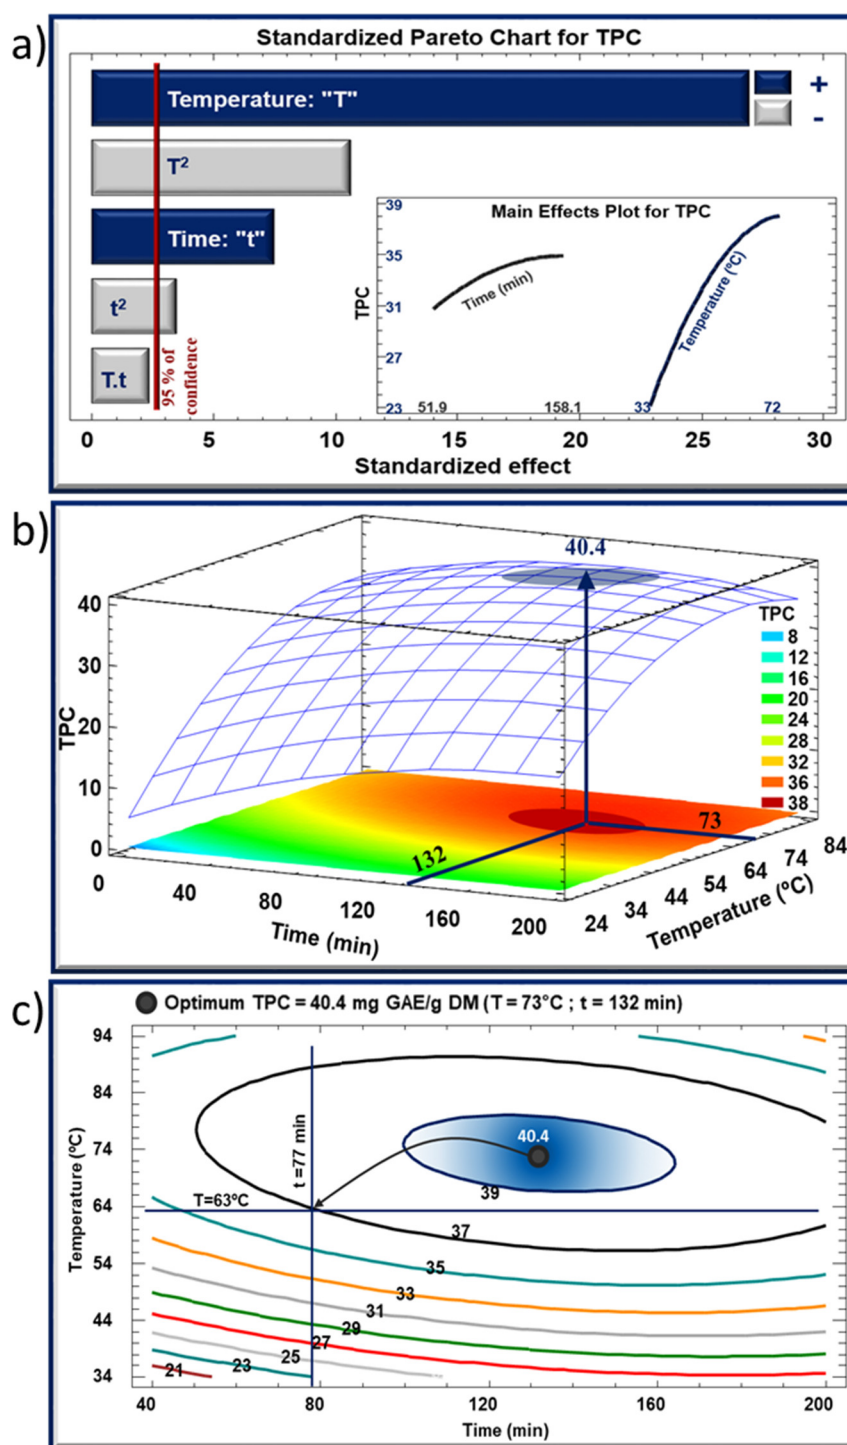 a)
Standardized Pareto Chart for TPC
Temperature: "T"
+
-
T²
Time: "t"
t²
T.t
95 % of
confidence
Main Effects Plot for TPC
TPC
39
35
31
27
23
Time (min)
Temperature (ºC)
51.9 158.1 33 72
0 5 10 15 20 25 30
Standardized effect
b)
40.4
TPC
40
30
20
10
0
TPC
8
12
16
20
24
28
32
36
38
132
73
0 40 80 120 160 200
Time (min)
24 34 44 54 64 74 84
Temperature (ºC)
c)
Optimum TPC = 40.4 mg GAE/g DM (T = 73°C ; t = 132 min)
Temperature (ºC)
94
84
74
64
54
44
34
t =77 min
T=63ºC
40.4
39
37
35
33
31
29
27
25
23
21
40 80 120 160 200
Time (min)